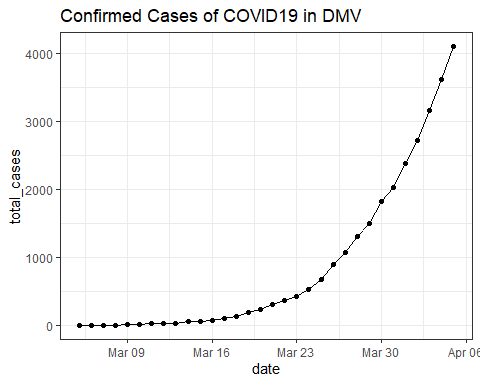 Confirmed Cases of COVID19 in DMV
4000
3000
2000
1000
0
total_cases
Mar 09 Mar 16 Mar 23 Mar 30 Apr 06
date